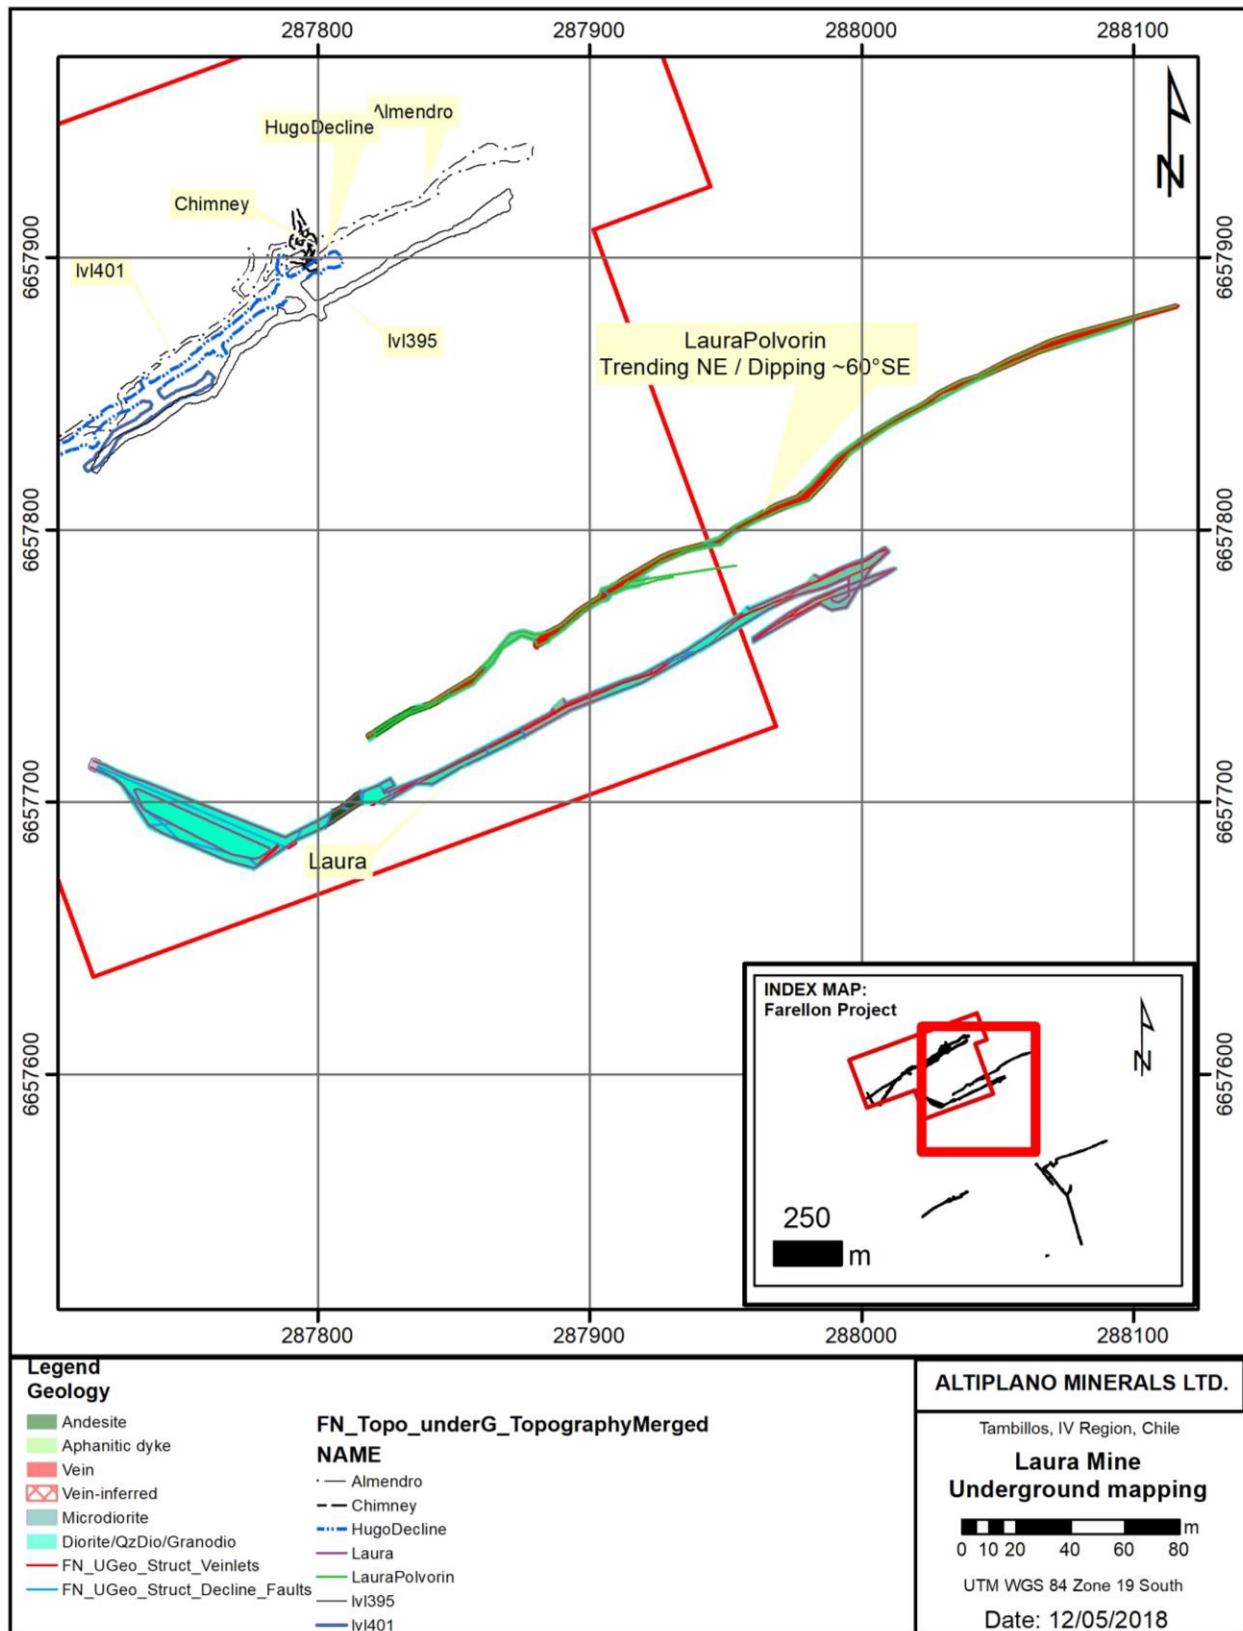 287800
287900
288000
288100
HugoDecline
Almendro
Chimney
lvl401
lvl395
LauraPolvorin
Trending NE / Dipping ~60°SE
Laura
N
6657900
6657900
6657800
6657800
6657700
6657700
6657600
6657600
INDEX MAP:
Farellon Project
N
250
m
287800
287900
288000
288100
Legend
Geology
Andesite
Aphanitic dyke
Vein
Vein-inferred
Microdiorite
Diorite/QzDio/Granodio
FN_UGeo_Struct_Veinlets
FN_UGeo_Struct_Decline_Faults
FN_Topo_underG_TopographyMerged
NAME
Almendro
Chimney
HugoDecline
Laura
LauraPolvorin
lvl395
lvl401
ALTIPLANO MINERALS LTD.
Tambillos, IV Region, Chile
Laura Mine
Underground mapping
m
0 10 20 40 60 80
UTM WGS 84 Zone 19 South
Date: 12/05/2018